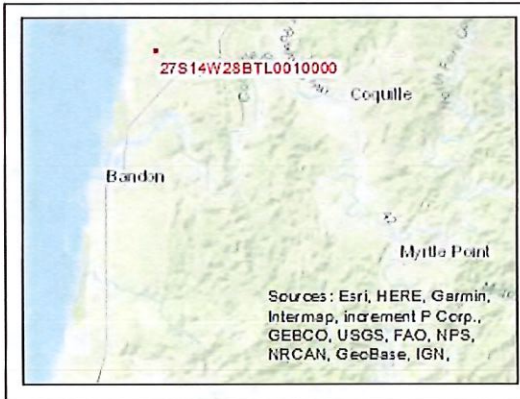 27S14W28BTL0010000
Coquille
Bandon
Myrtle Point
Sources: Esri, HERE, Garmin,
Intermap, increment P Corp.,
GEBCO, USGS, FAO, NPS,
NRCAN, GeoBase, IGN,